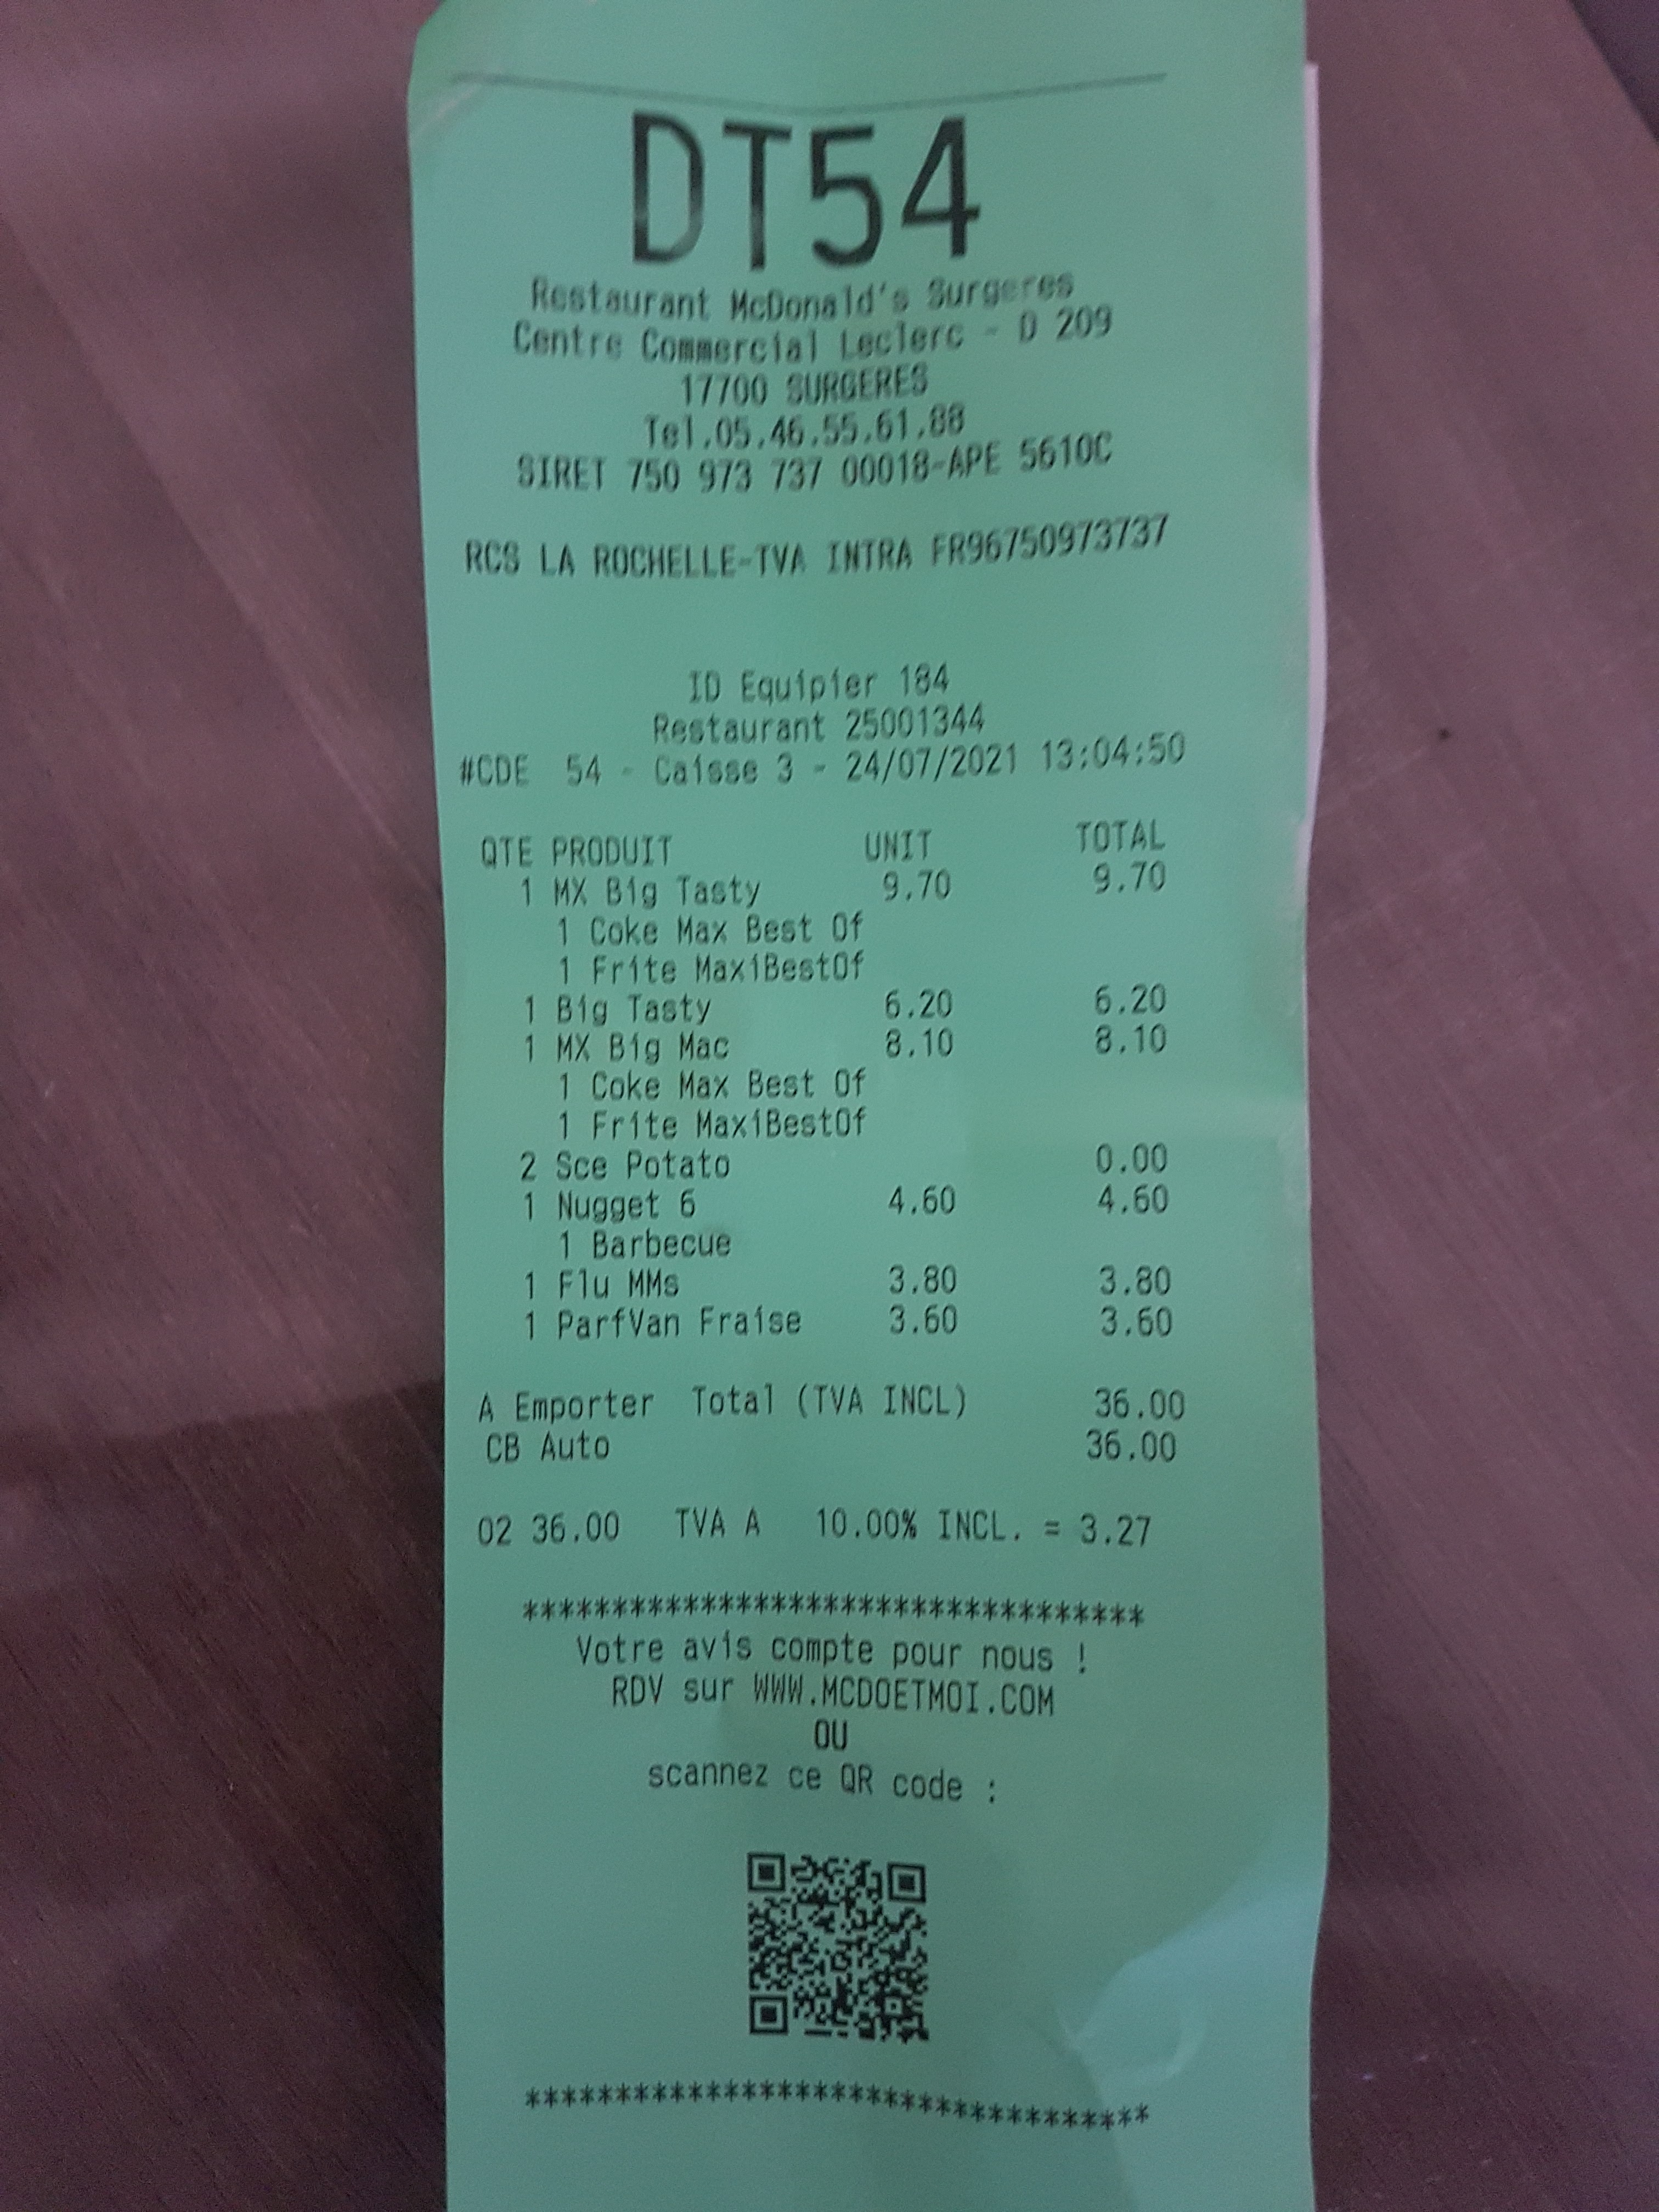 DT54
Restaurant McDonald's Surgeres
Centre Commercial Leclerc - D 209
17700 SURGERES
Tel.05.46.55.61.88
SIRET 750 973 737 00018-APE 5610C
RCS LA ROCHELLE-TVA INTRA FR96750973737
ID Equipier 184
Restaurant 25001344
#CDE 54 - Caisse 3 - 24/07/2021 13:04:50
QTE PRODUIT UNIT TOTAL
1 MX Big Tasty 9.70 9.70
1 Coke Max Best Of
1 Frite MaxiBestOf
1 Big Tasty 6.20 6.20
1 MX Big Mac 8.10 8.10
1 Coke Max Best Of
1 Frite MaxiBestOf
2 Sce Potato 0.00
1 Nugget 6 4.60 4.60
1 Barbecue
1 Flu MMs 3.80 3.80
1 ParfVan Fraise 3.60 3.60
A Emporter Total (TVA INCL) 36.00
CB Auto 36.00
02 36.00 TVA A 10.00% INCL. = 3.27
**********************************
Votre avis compte pour nous !
RDV sur WWW.MCDOETMOI.COM
OU
scannez ce QR code :
**********************************